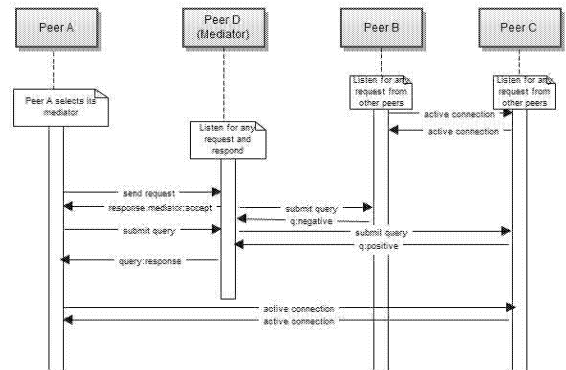 Peer A
Peer D
(Mediator)
Peer B
Peer C
Peer A selects its
mediator
Listen for any
request and
respond
Listen for any
request from
other peers
Listen for any
request from
other peers
active connection
active connection
send request
response:mediator:accept
submit query
q:negative
submit query
submit query
q:positive
query:response
active connection
active connection